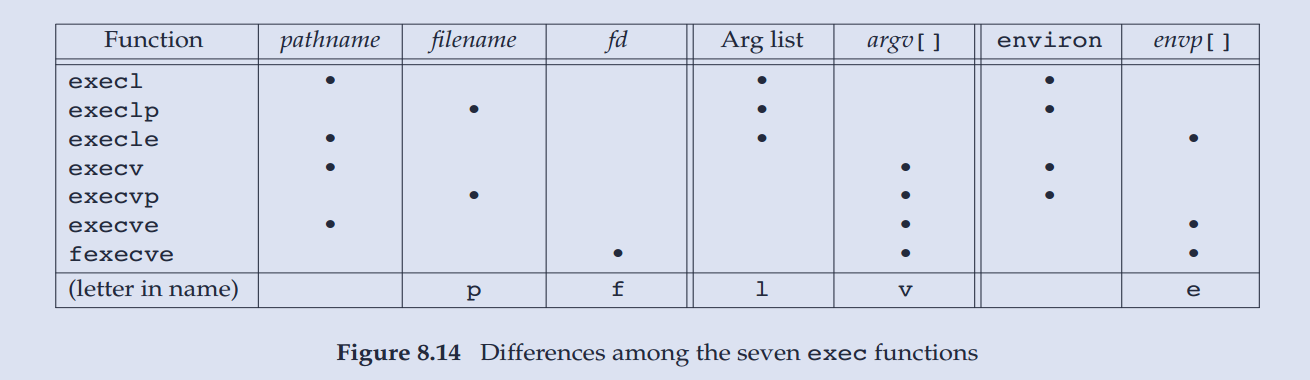 Function pathname filename fd Arg list argv[] environ envp[]
execl • • •
execlp • • •
execle • • •
execv • • •
execvp • • •
execve • • •
fexecve • • •
(letter in name) p f l v e
Figure 8.14 Differences among the seven exec functions